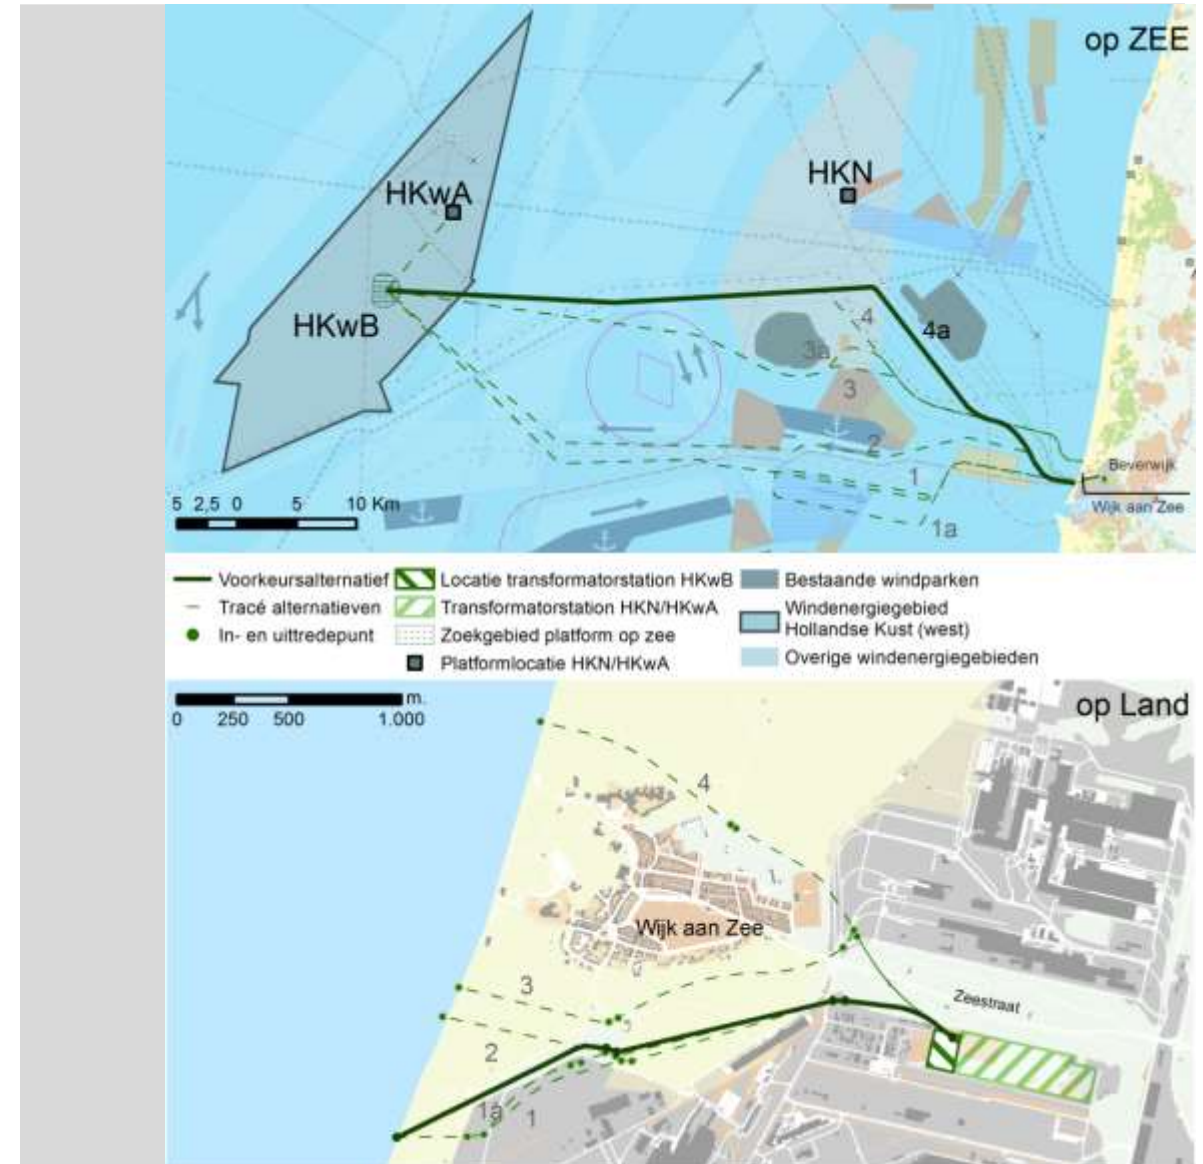 op ZEE
HKwA
HKN
HKwB
4
4a
3a
3
2
1
1a
Beverwijk
Wijk aan Zee
5 2,5 0 5 10 Km
Voorkeursalternatief
Locatie transformatorstation HKwB
Bestaande windparken
Tracé alternatieven
Transformatorstation HKN/HKwA
Windenergiegebied
Hollandse Kust (west)
In- en uittredepunt
Zoekgebied platform op zee
Platformlocatie HKN/HKwA
Overige windenergiegebieden
m.
0 250 500 1.000
op Land
4
Wijk aan Zee
3
Zeestraat
2
1a
1